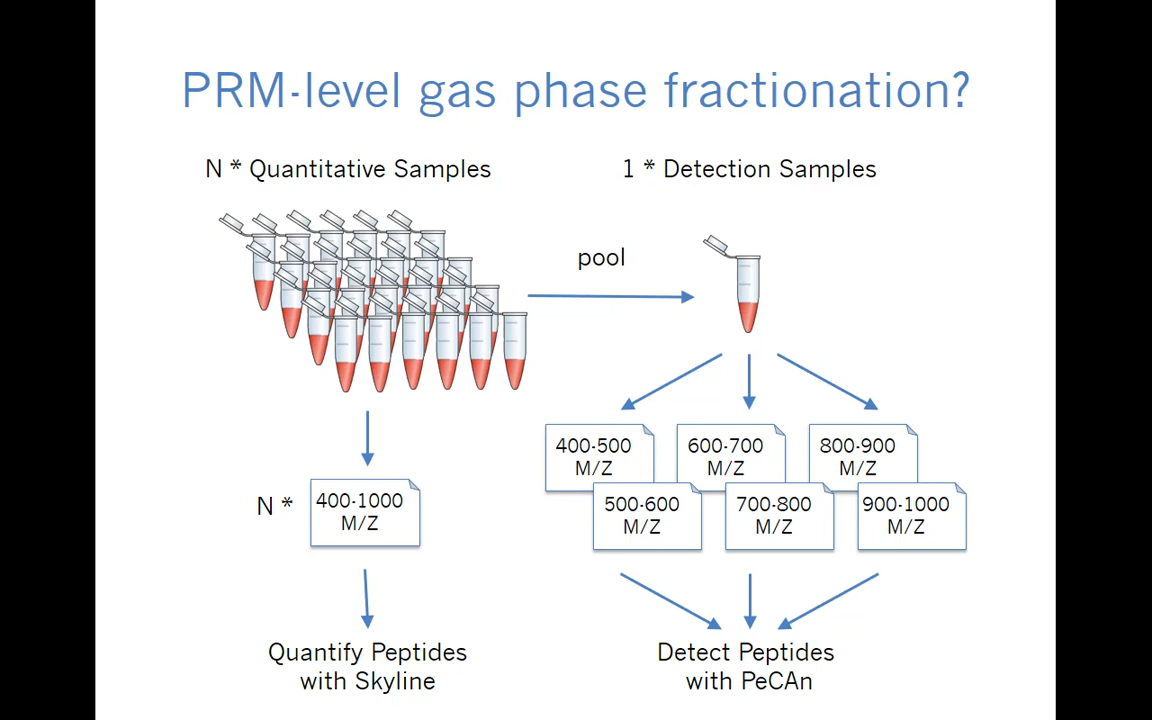 PRM-level gas phase fractionation?
N * Quantitative Samples
1 * Detection Samples
pool
400-500
M/Z
600-700
M/Z
800-900
M/Z
500-600
M/Z
700-800
M/Z
900-1000
M/Z
N *
400-1000
M/Z
Quantify Peptides
with Skyline
Detect Peptides
with PeCAn